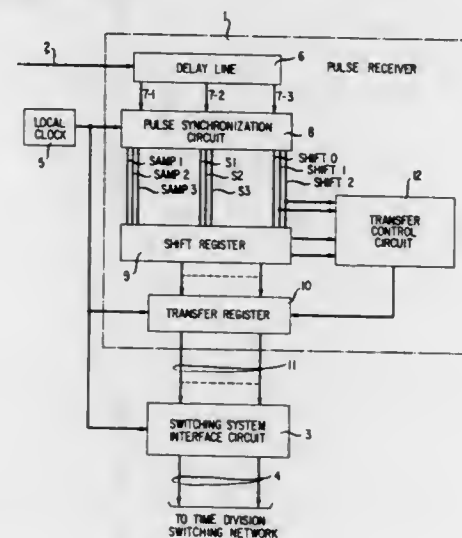 1
2
DELAY LINE
6
PULSE RECEIVER
7-1
7-2
7-3
LOCAL CLOCK
5
PULSE SYNCHRONIZATION CIRCUIT
8
SAMP 1
SAMP 2
SAMP 3
S1
S2
S3
SHIFT 0
SHIFT 1
SHIFT 2
12
TRANSFER CONTROL CIRCUIT
SHIFT REGISTER
9
10
TRANSFER REGISTER
11
SWITCHING SYSTEM INTERFACE CIRCUIT
3
4
TO TIME DIVISION
SWITCHING NETWORK